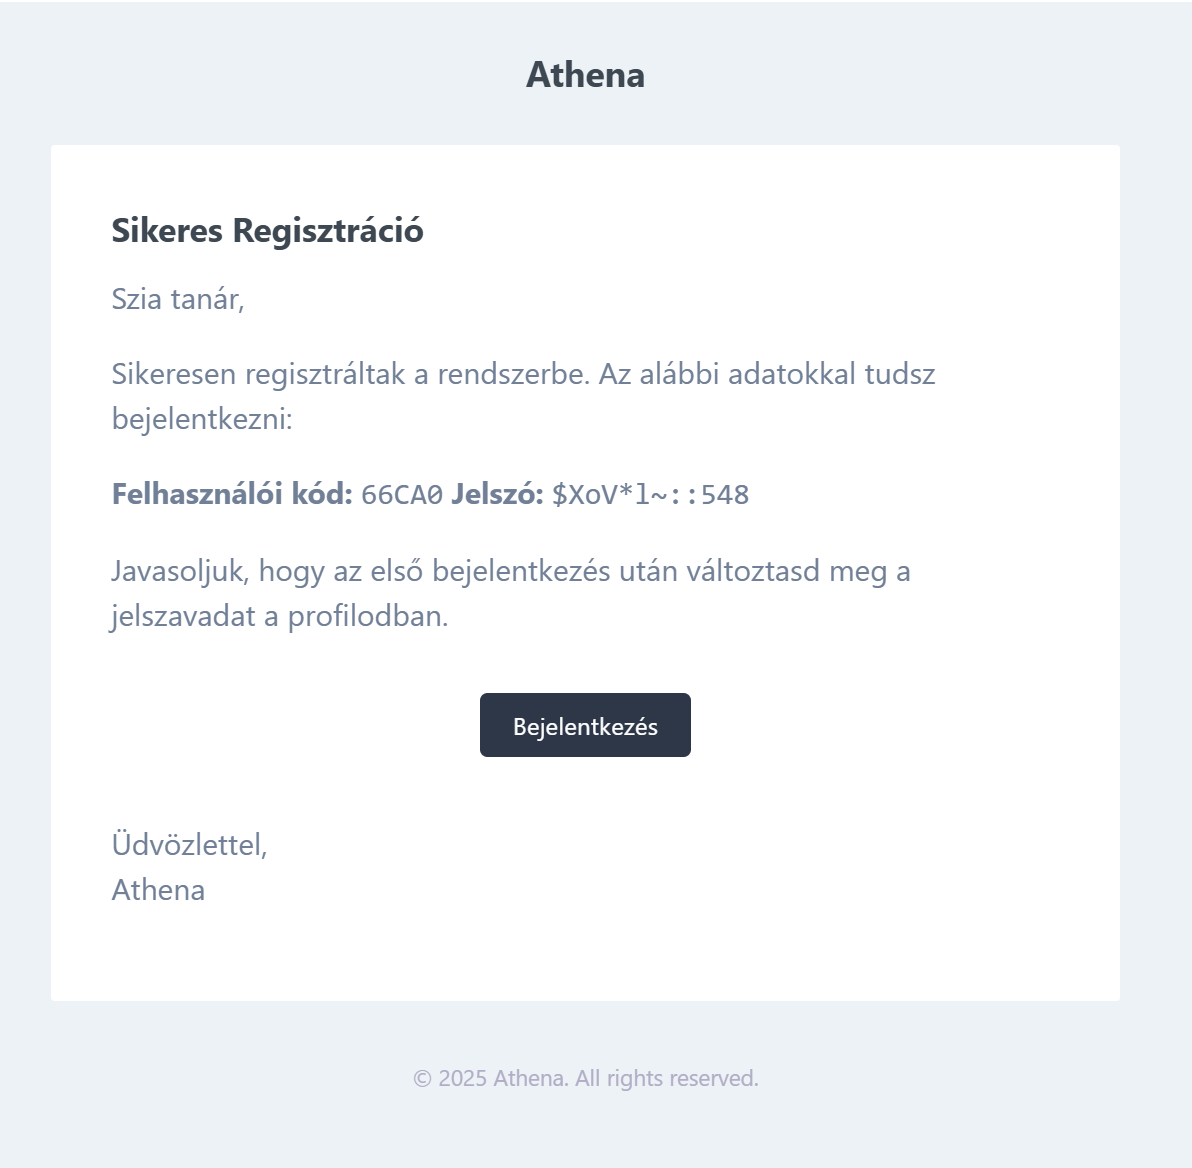 Athena
Sikeres Regisztráció
Szia tanár,
Sikeresen regisztráltak a rendszerbe. Az alábbi adatokkal tudsz
bejelentkezni:
Felhasználói kód: 66CA0 Jelszó: $XoV*l~::548
Javasoljuk, hogy az első bejelentkezés után változtasd meg a
jelszavadat a profilodban.
Bejelentkezés
Üdvözlettel,
Athena
© 2025 Athena. All rights reserved.